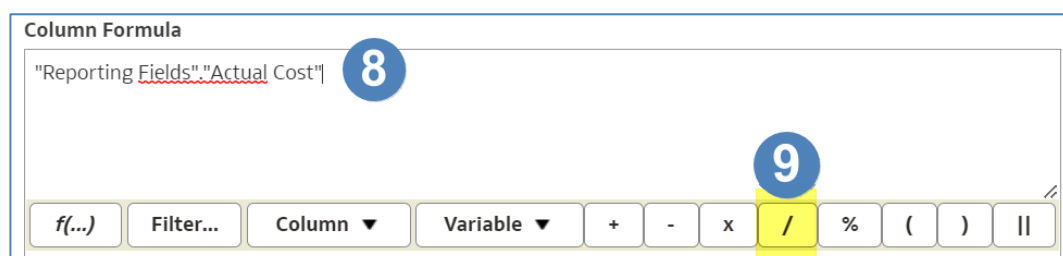 Column Formula
"Reporting Fields"."Actual Cost" 8
9
f(...) Filter... Column ▼ Variable ▼ + - x / % ( ) ||